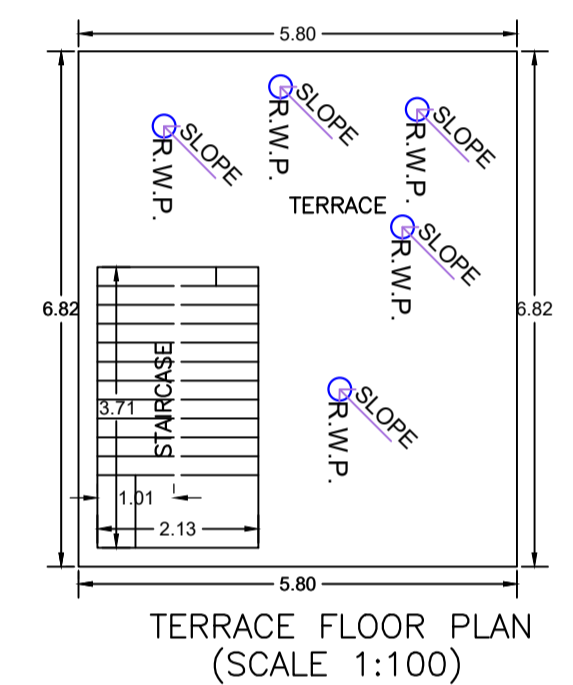 5.80
SLOPE
R.W.P.
SLOPE
R.W.P.
SLOPE
R.W.P.
TERRACE
SLOPE
R.W.P.
6.82
6.82
STAIRCASE
3.71
SLOPE
R.W.P.
1.01
2.13
5.80
TERRACE FLOOR PLAN
(SCALE 1:100)